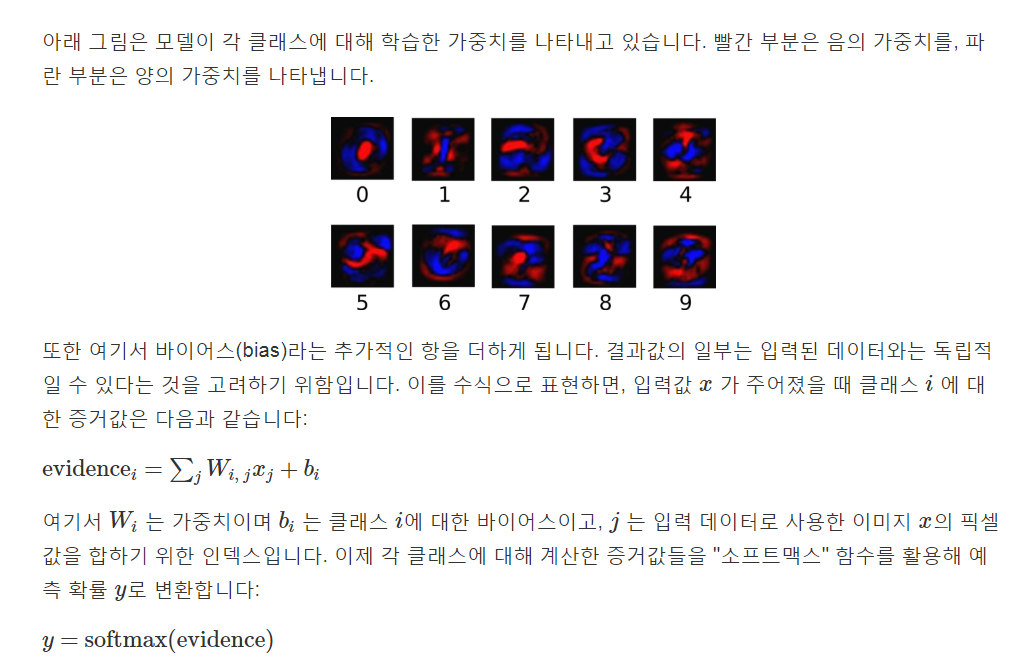 아래 그림은 모델이 각 클래스에 대해 학습한 가중치를 나타내고 있습니다. 빨간 부분은 음의 가중치를, 파
란 부분은 양의 가중치를 나타냅니다.
0 1 2 3 4
5 6 7 8 9
또한 여기서 바이어스(bias)라는 추가적인 항을 더하게 됩니다. 결과값의 일부는 입력된 데이터와는 독립적
일 수 있다는 것을 고려하기 위함입니다. 이를 수식으로 표현하면, 입력값 x 가 주어졌을 때 클래스 i 에 대
한 증거값은 다음과 같습니다:
evidenceᵢ = ∑ⱼ Wᵢ, ⱼxⱼ + bᵢ
여기서 Wᵢ 는 가중치이며 bᵢ 는 클래스 i에 대한 바이어스이고, j 는 입력 데이터로 사용한 이미지 x의 픽셀
값을 합하기 위한 인덱스입니다. 이제 각 클래스에 대해 계산한 증거값들을 "소프트맥스" 함수를 활용해 예
측 확률 y로 변환합니다:
y = softmax(evidence)